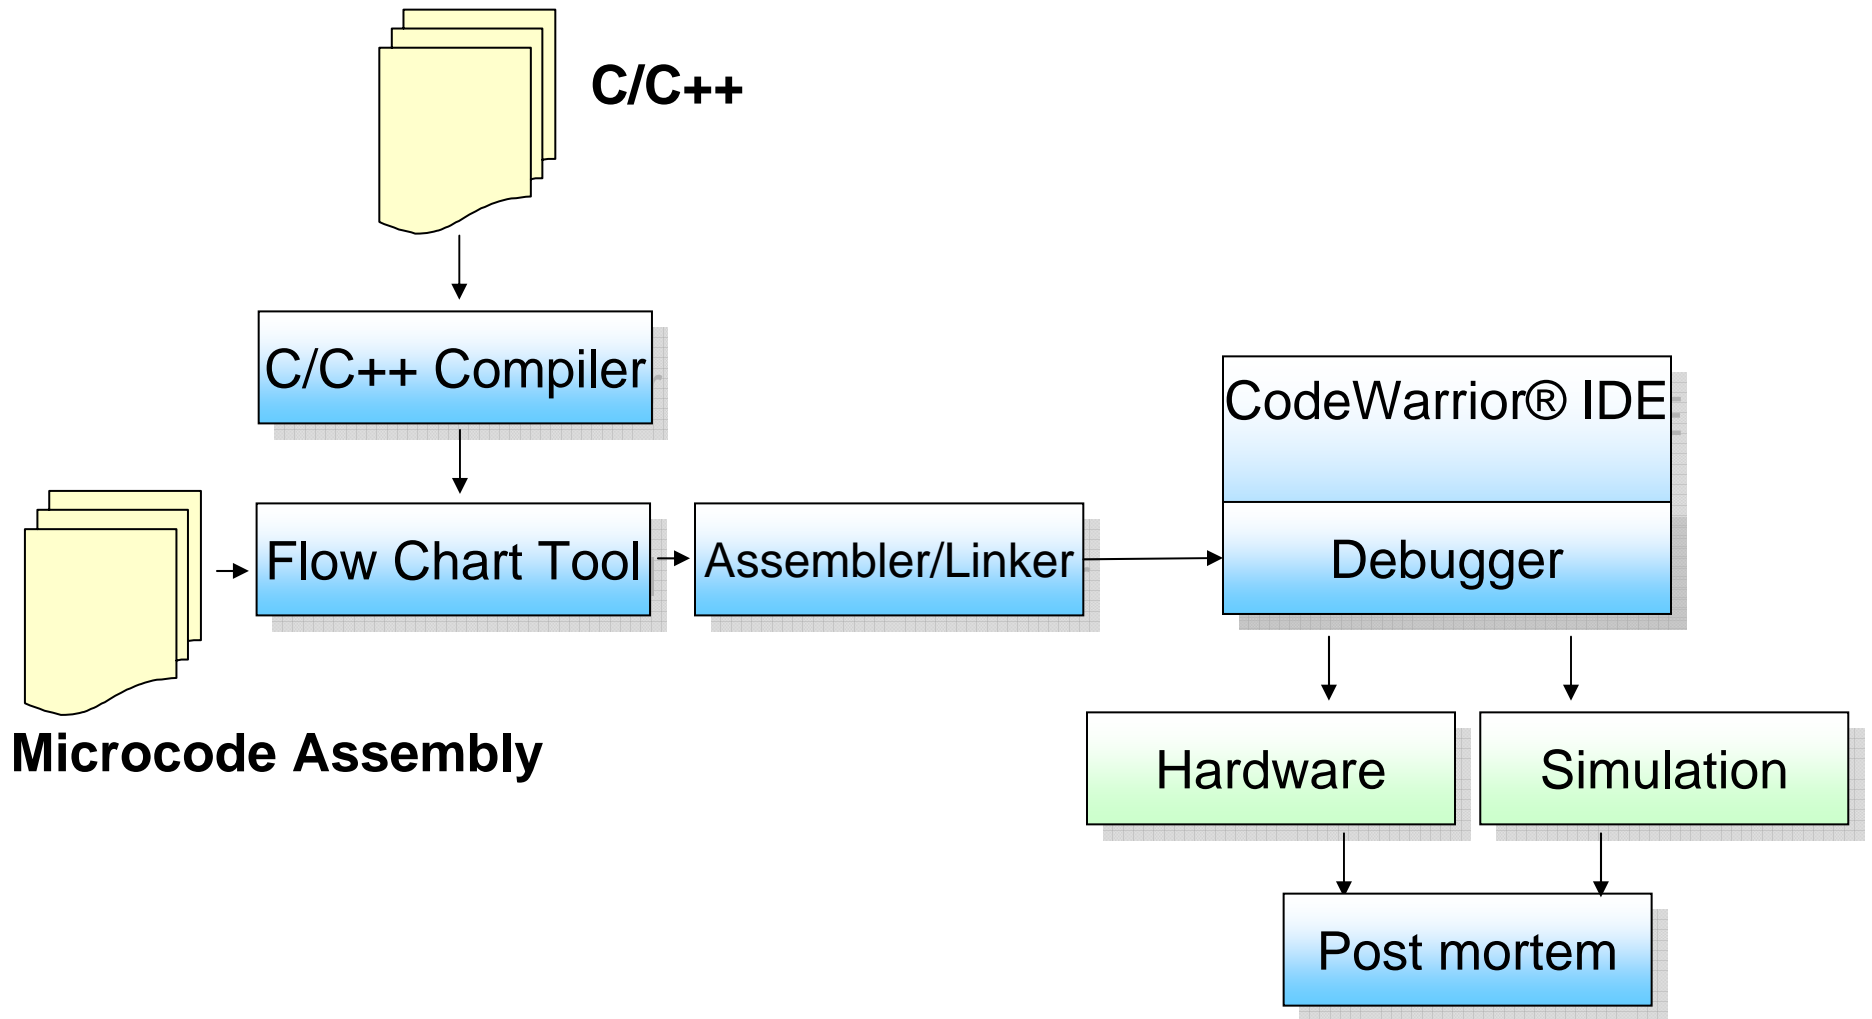 C/C++
C/C++ Compiler
CodeWarrior® IDE
Flow Chart Tool
Assembler/Linker
Debugger
Microcode Assembly
Hardware
Simulation
Post mortem